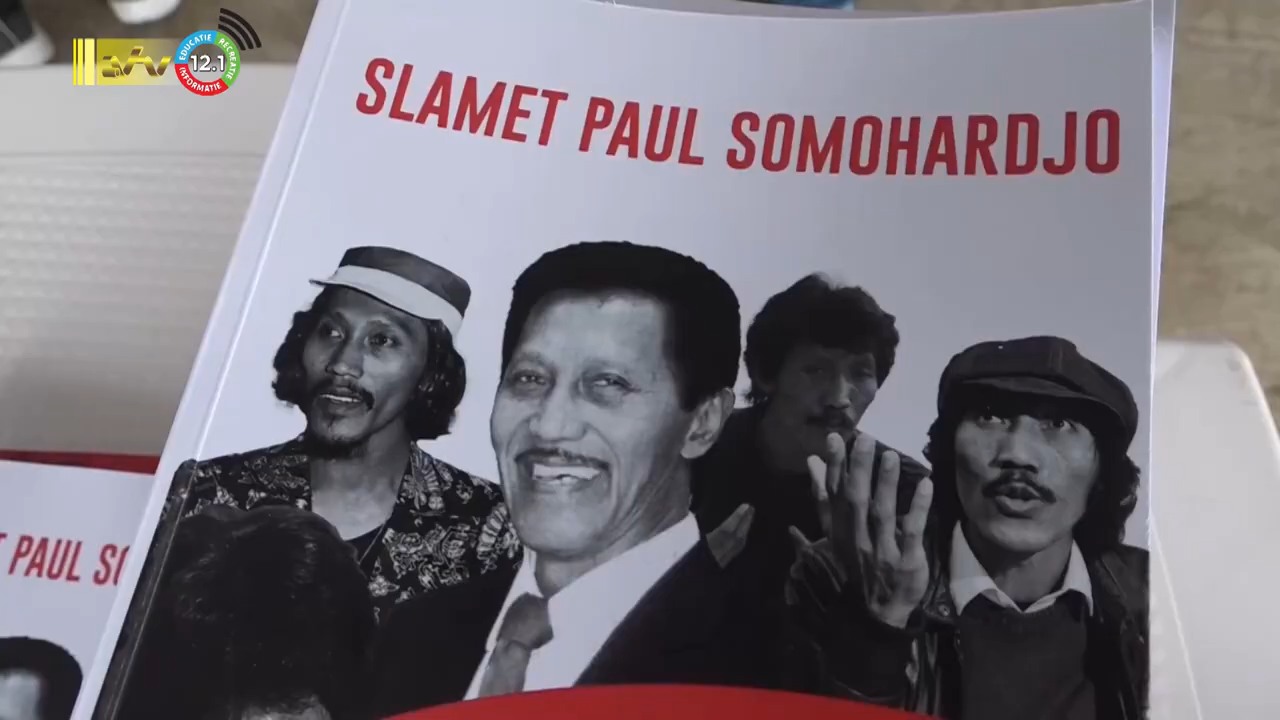 EDUCATIE
RECREATIE
INFORMATIE
12.1
SLAMET PAUL SOMOHARDJO
T PAUL SO